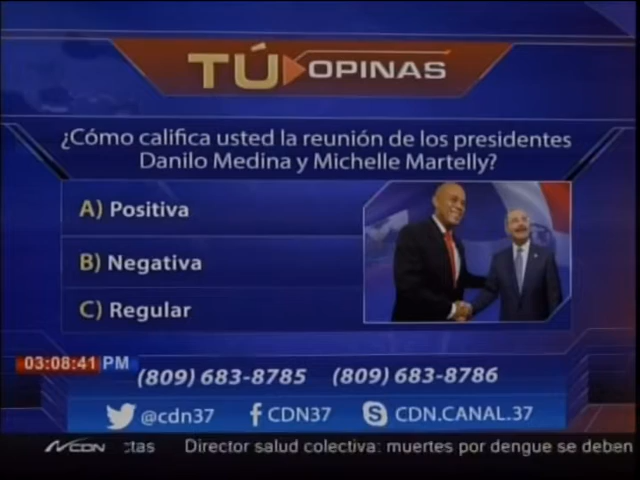 TÚ OPINAS
¿Cómo califica usted la reunión de los presidentes
Danilo Medina y Michelle Martelly?
A) Positiva
B) Negativa
C) Regular
03:08:41 PM
(809) 683-8785 (809) 683-8786
@cdn37 CDN37 CDN.CANAL.37
CDN Director salud colectiva: muertes por dengue se deben